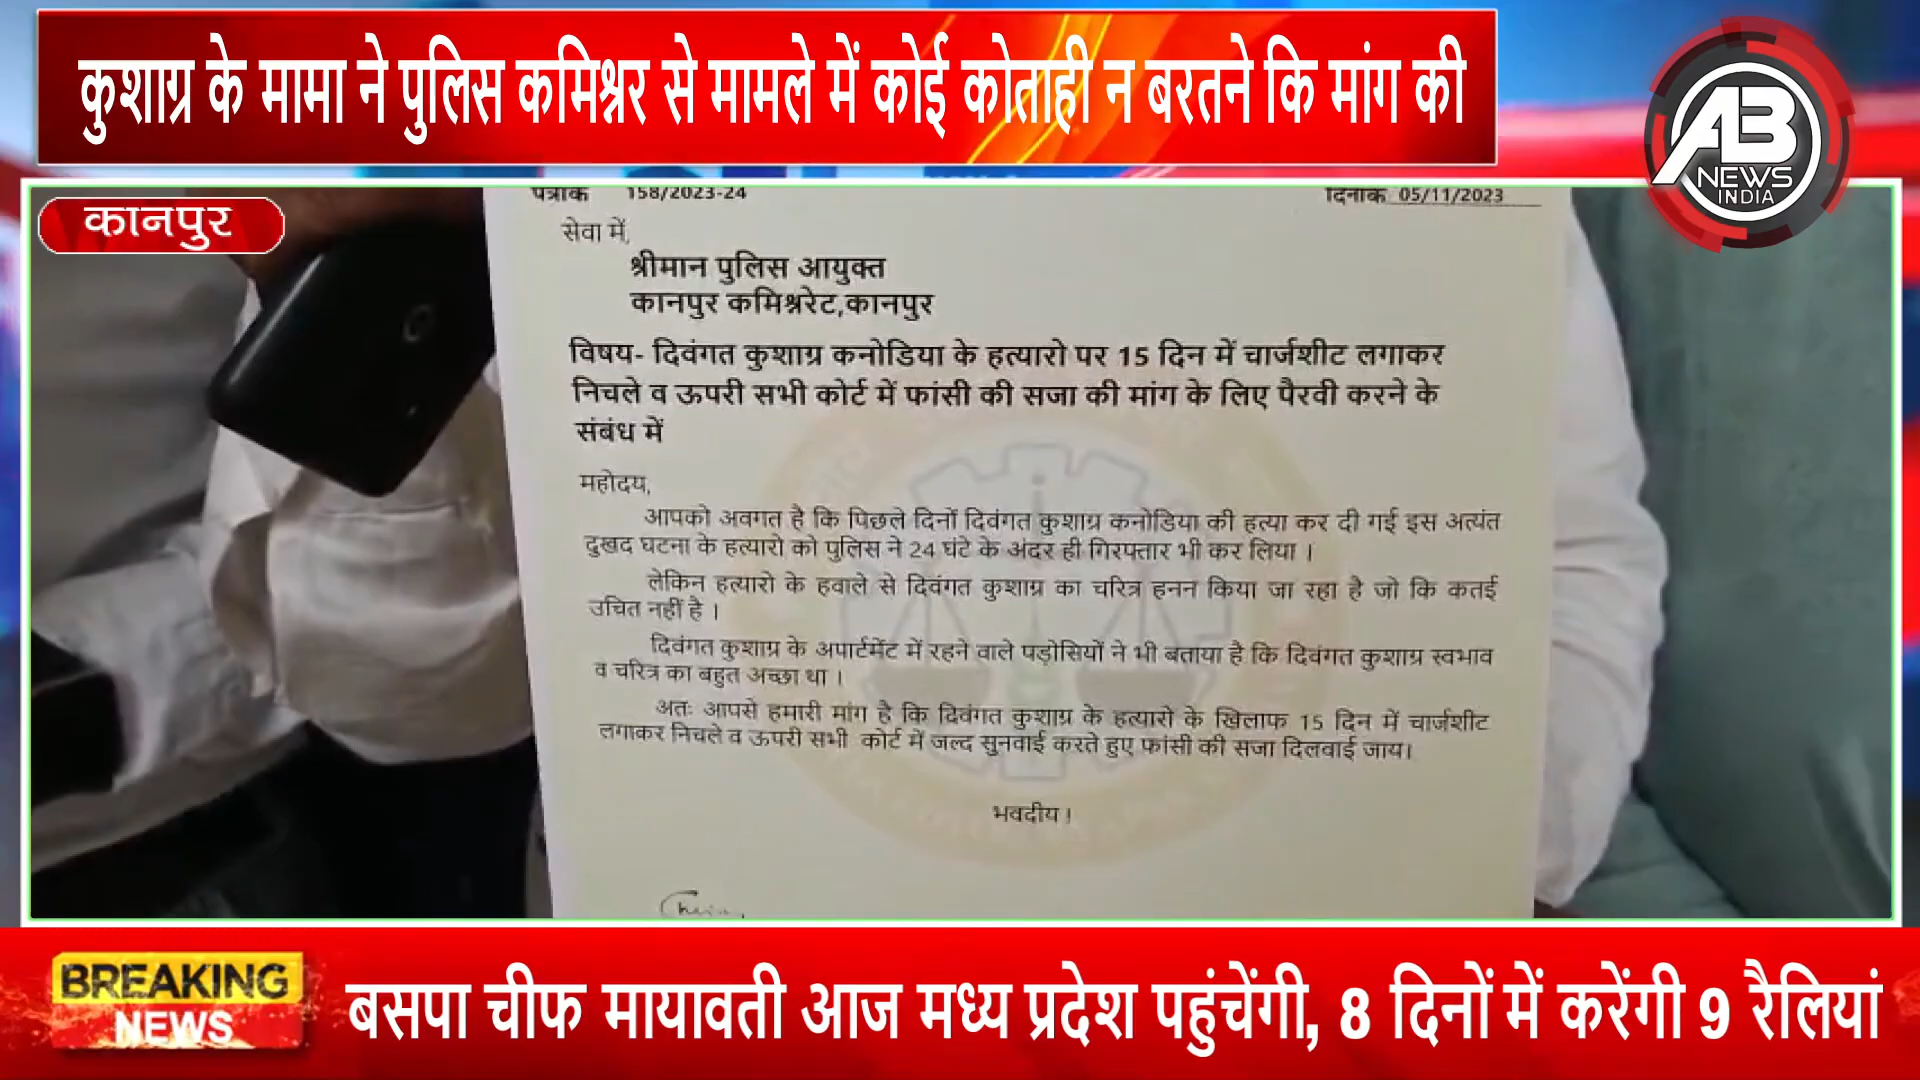 कुशाग्र के मामा ने पुलिस कमिश्नर से मामले में कोई कोताही न बरतने कि मांग की
AB
NEWS
INDIA
कानपुर
पत्रांक 158/2023-24 दिनांक 05/11/2023
सेवा में,
श्रीमान पुलिस आयुक्त
कानपुर कमिश्नरेट,कानपुर
विषय- दिवंगत कुशाग्र कनोडिया के हत्यारो पर 15 दिन में चार्जशीट लगाकर
निचले व ऊपरी सभी कोर्ट में फांसी की सजा की मांग के लिए पैरवी करने के
संबंध में
महोदय,
आपको अवगत है कि पिछले दिनों दिवंगत कुशाग्र कनोडिया की हत्या कर दी गई इस अत्यंत
दुखद घटना के हत्यारो को पुलिस ने 24 घंटे के अंदर ही गिरफ्तार भी कर लिया ।
लेकिन हत्यारो के हवाले से दिवंगत कुशाग्र का चरित्र हनन किया जा रहा है जो कि कतई
उचित नहीं है ।
दिवंगत कुशाग्र के अपार्टमेंट में रहने वाले पड़ोसियों ने भी बताया है कि दिवंगत कुशाग्र स्वभाव
व चरित्र का बहुत अच्छा था ।
अतः आपसे हमारी मांग है कि दिवंगत कुशाग्र के हत्यारो के खिलाफ 15 दिन में चार्जशीट
लगाकर निचले व ऊपरी सभी कोर्ट में जल्द सुनवाई करते हुए फांसी की सजा दिलवाई जाय।
भवदीय !
BREAKING
NEWS
बसपा चीफ मायावती आज मध्य प्रदेश पहुंचेंगी, 8 दिनों में करेंगी 9 रैलियां